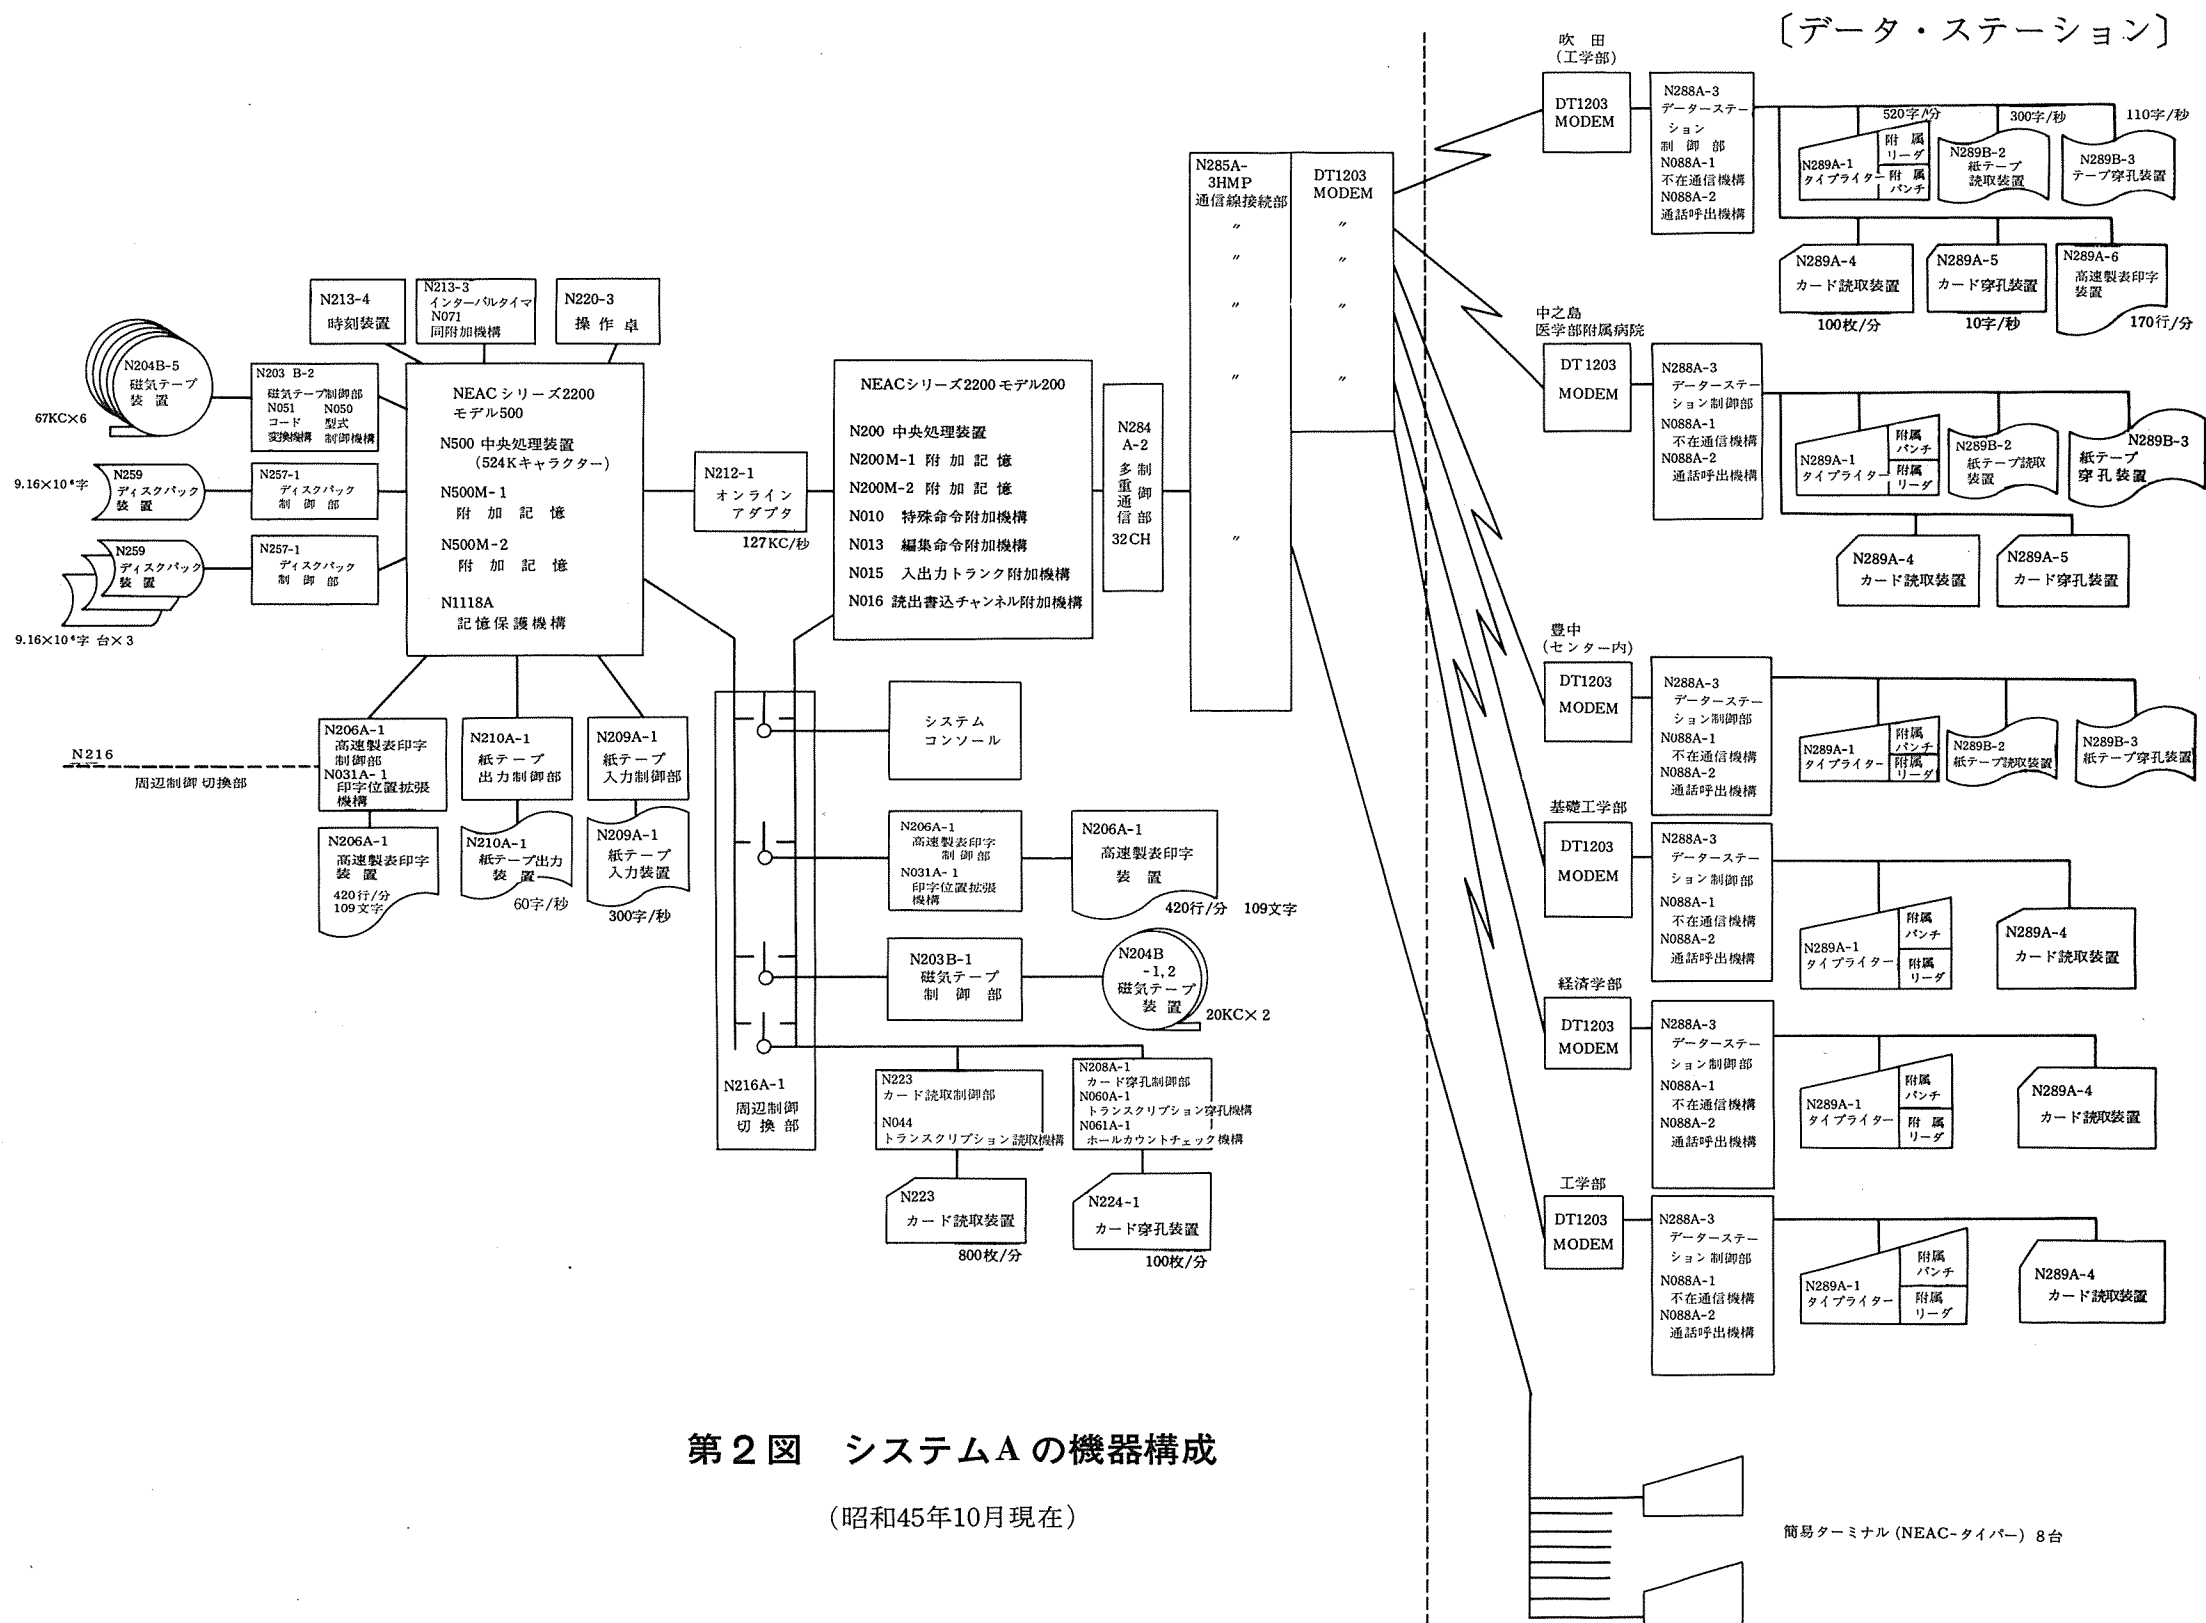 〔データ・ステーション〕
吹 田
(工学部)
DT1203
MODEM
N288A-3
データーステー
ション
制 御 部
N088A-1
不在通信機構
N088A-2
通話呼出機構
520字/分
300字/秒
110字/秒
N289A-1
タイプライター
附 属
リーダ
附 属
パンチ
N289B-2
紙テープ
読取装置
N289B-3
テープ穿孔装置
N289A-4
カード読取装置
100枚/分
N289A-5
カード穿孔装置
10字/秒
N289A-6
高速製表印字
装置
170行/分
N285A-
3HMP
通信線接続部
〃
〃
〃
〃
〃
DT1203
MODEM
〃
〃
〃
〃
中之島
医学部附属病院
DT1203
MODEM
N288A-3
データーステー
ション制御部
N088A-1
不在通信機構
N088A-2
通話呼出機構
N289A-1
タイプライター
附属
パンチ
附属
リーダ
N289B-2
紙テープ読取
装置
N289B-3
紙テープ
穿孔装置
N289A-4
カード読取装置
N289A-5
カード穿孔装置
N213-4
時刻装置
N213-3
インターバルタイマ
N071
同附加機構
N220-3
操 作 卓
N204B-5
磁気テープ
装 置
67KC×6
N203 B-2
磁気テープ制御部
N051 N050
コード 型式
変換機構 制御機構
9.16×10⁶字
N259
ディスクパック
装 置
N257-1
ディスクパック
制 御 部
N259
ディスクパック
装 置
9.16×10⁶字 台×3
N257-1
ディスクパック
制 御 部
NEACシリーズ2200
モデル500
N500 中央処理装置
(524Kキャラクター)
N500M-1
附 加 記 憶
N500M-2
附 加 記 憶
N1118A
記憶保護機構
N212-1
オンライン
アダプタ
127KC/秒
NEACシリーズ2200 モデル200
N200 中央処理装置
N200M-1 附 加 記 憶
N200M-2 附 加 記 憶
N010 特殊命令附加機構
N013 編集命令附加機構
N015 入出力トランク附加機構
N016 読出書込チャンネル附加機構
N284
A-2
多 制
重 御
通
信 部
32CH
豊中
(センター内)
DT1203
MODEM
N288A-3
データーステー
ション制御部
N088A-1
不在通信機構
N088A-2
通話呼出機構
N289A-1
タイプライター
附属
パンチ
附属
リーダ
N289B-2
紙テープ読取装置
N289B-3
紙テープ穿孔装置
N216
周辺制御 切換部
N206A-1
高速製表印字
制御部
N031A-1
印字位置拡張
機構
N210A-1
紙テープ
出力制御部
N209A-1
紙テープ
入力制御部
N206A-1
高速製表印字
装 置
420行/分
109文字
N210A-1
紙テープ出力
装 置
60字/秒
N209A-1
紙テープ
入力装置
300字/秒
システム
コンソール
N206A-1
高速製表印字
制 御 部
N031A-1
印字位置拡張
機構
N206A-1
高速製表印字
装 置
420行/分 109文字
N203B-1
磁気テープ
制 御 部
N204B
-1,2
磁気テープ
装 置
20KC×2
N216A-1
周辺制御
切 換 部
N223
カード読取制御部
N044
トランスクリプション読取機構
N208A-1
カード穿孔制御部
N060A-1
トランスクリプション穿孔機構
N061A-1
ホールカウントチェック機構
N223
カード読取装置
800枚/分
N224-1
カード穿孔装置
100枚/分
基礎工学部
DT1203
MODEM
N288A-3
データーステー
ション制御部
N088A-1
不在通信機構
N088A-2
通話呼出機構
N289A-1
タイプライター
附属
パンチ
附属
リーダ
N289A-4
カード読取装置
経済学部
DT1203
MODEM
N288A-3
データーステー
ション制御部
N088A-1
不在通信機構
N088A-2
通話呼出機構
N289A-1
タイプライター
附属
パンチ
附 属
リーダ
N289A-4
カード読取装置
工学部
DT1203
MODEM
N288A-3
データーステー
ション制御部
N088A-1
不在通信機構
N088A-2
通話呼出機構
N289A-1
タイプライター
附属
パンチ
附属
リーダ
N289A-4
カード読取装置
簡易ターミナル (NEAC-タイパー) 8台
第2図 システムAの機器構成
(昭和45年10月現在)